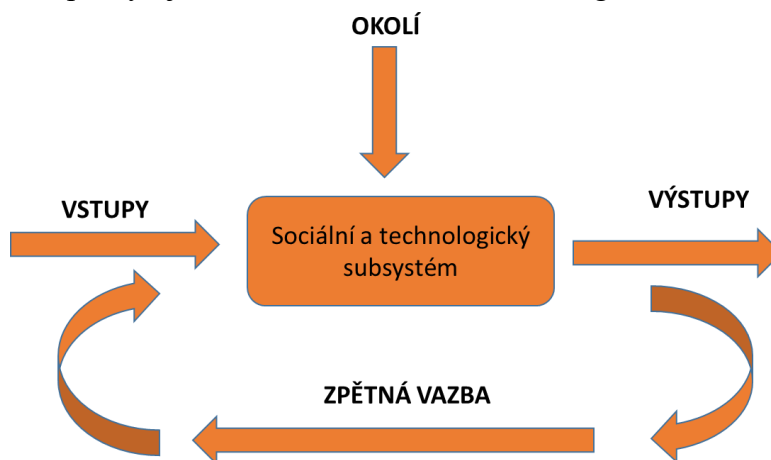 OKOLÍ
VSTUPY
VÝSTUPY
Sociální a technologický
subsystém
ZPĚTNÁ VAZBA